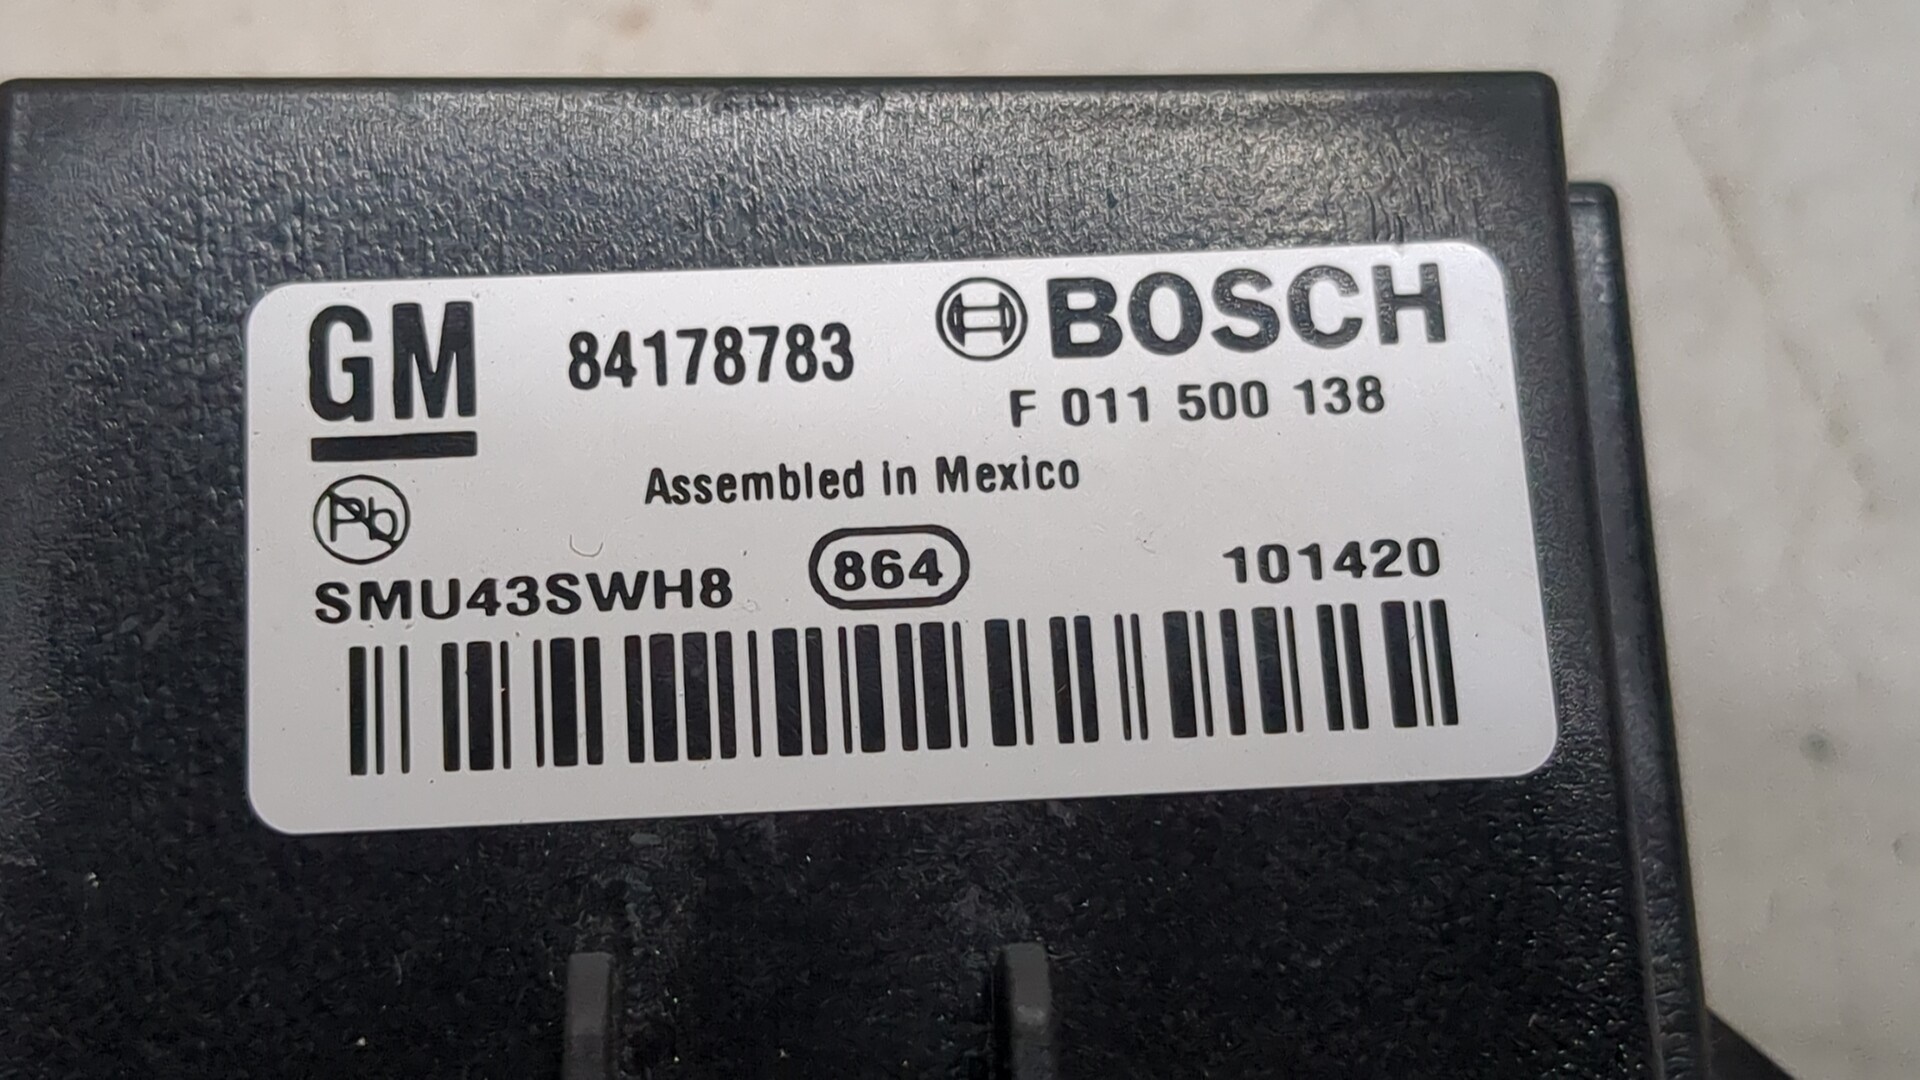 GM 84178783 BOSCH
F 011 500 138
Assembled in Mexico
Pb
SMU43SWH8 864 101420